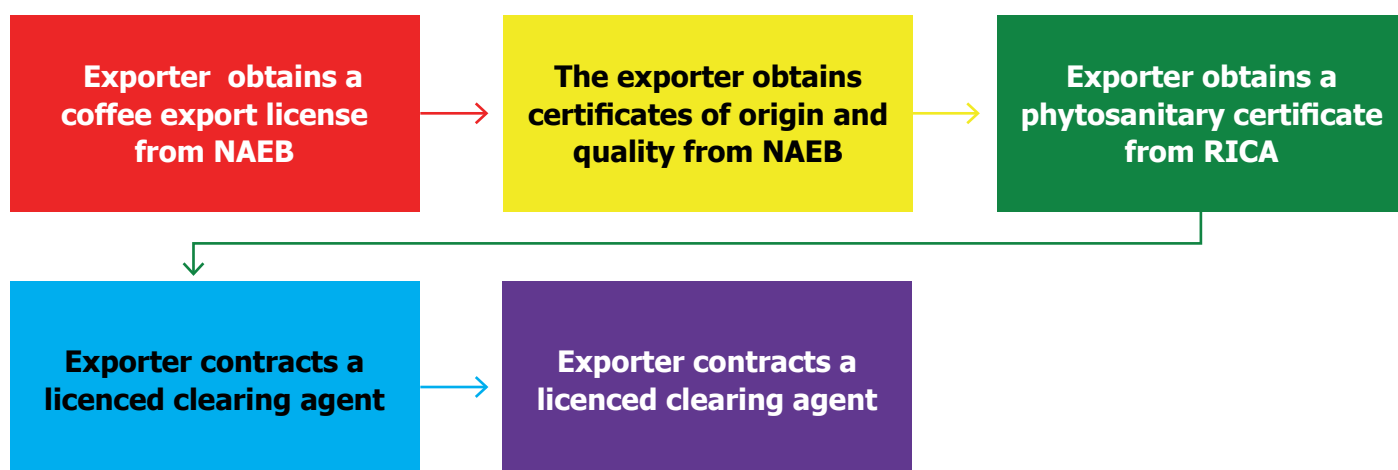 Exporter obtains a
coffee export license
from NAEB
The exporter obtains
certificates of origin and
quality from NAEB
Exporter obtains a
phytosanitary certificate
from RICA
Exporter contracts a
licenced clearing agent
Exporter contracts a
licenced clearing agent